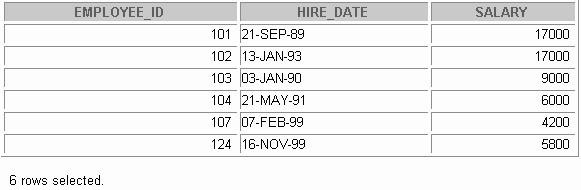 EMPLOYEE_ID HIRE_DATE SALARY
101 21-SEP-89 17000
102 13-JAN-93 17000
103 03-JAN-90 9000
104 21-MAY-91 6000
107 07-FEB-99 4200
124 16-NOV-99 5800
6 rows selected.